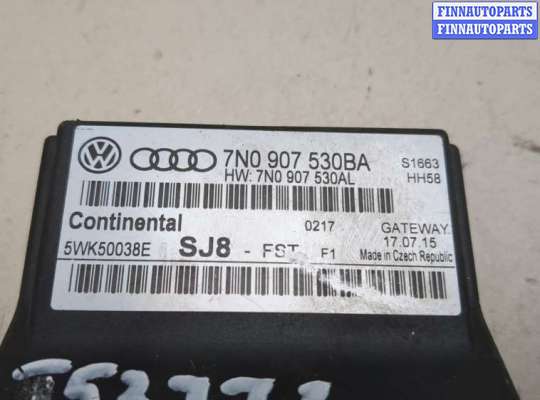 FINNAUTOPARTS
FINNAUTOPARTS
7N0 907 530BA
S1663
HW: 7N0 907 530AL
HH58
Continental
0217
GATEWAY
5WK50038E
SJ8 - FST F1
17.07.15
Made in Czech Republic